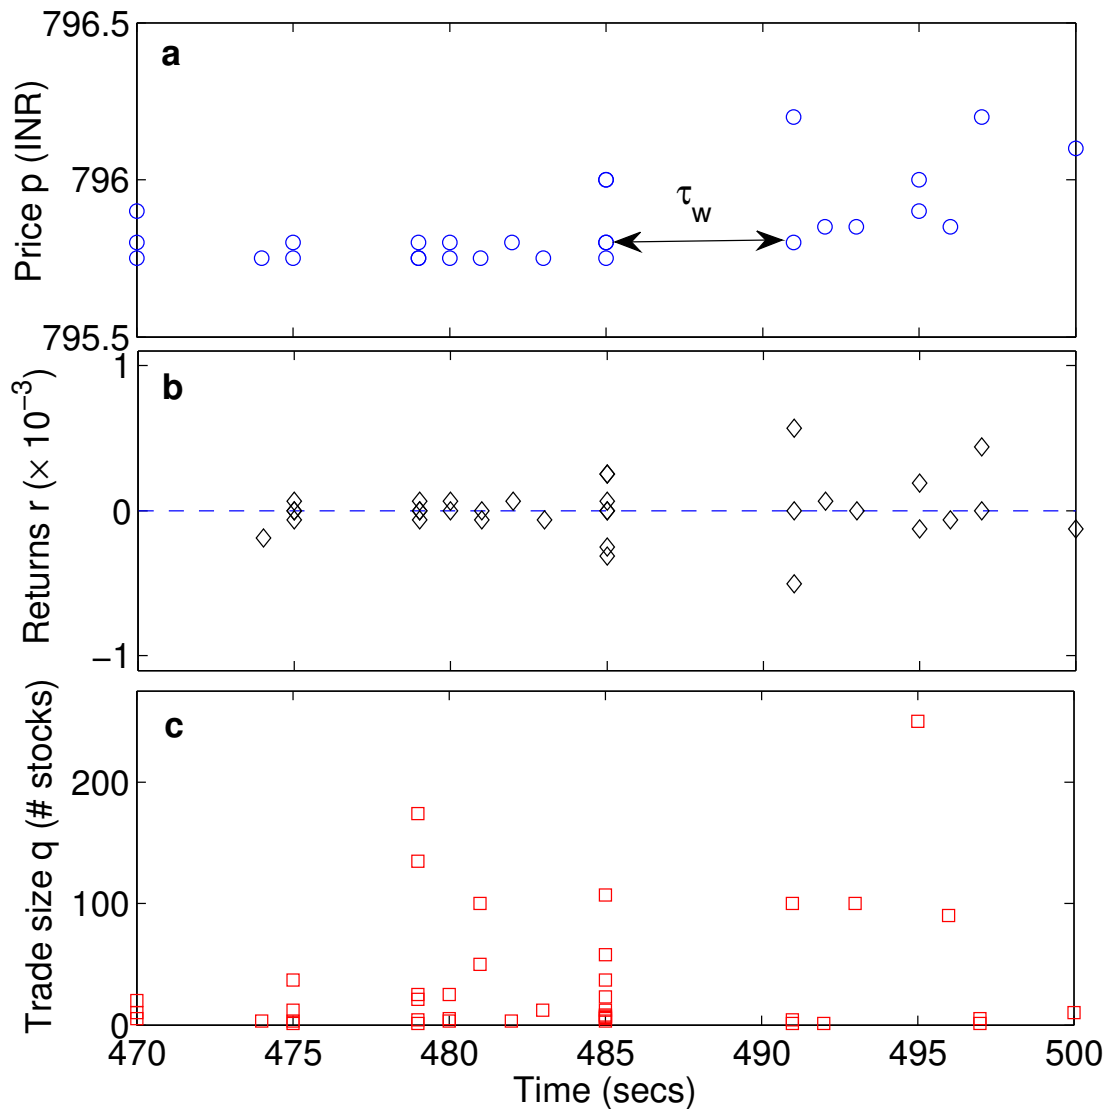 796.5
a
796
795.5
Price p (INR)
τw
1
b
0
−1
Returns r (× 10−3)
c
200
100
0
Trade size q (# stocks)
470 475 480 485 490 495 500
Time (secs)